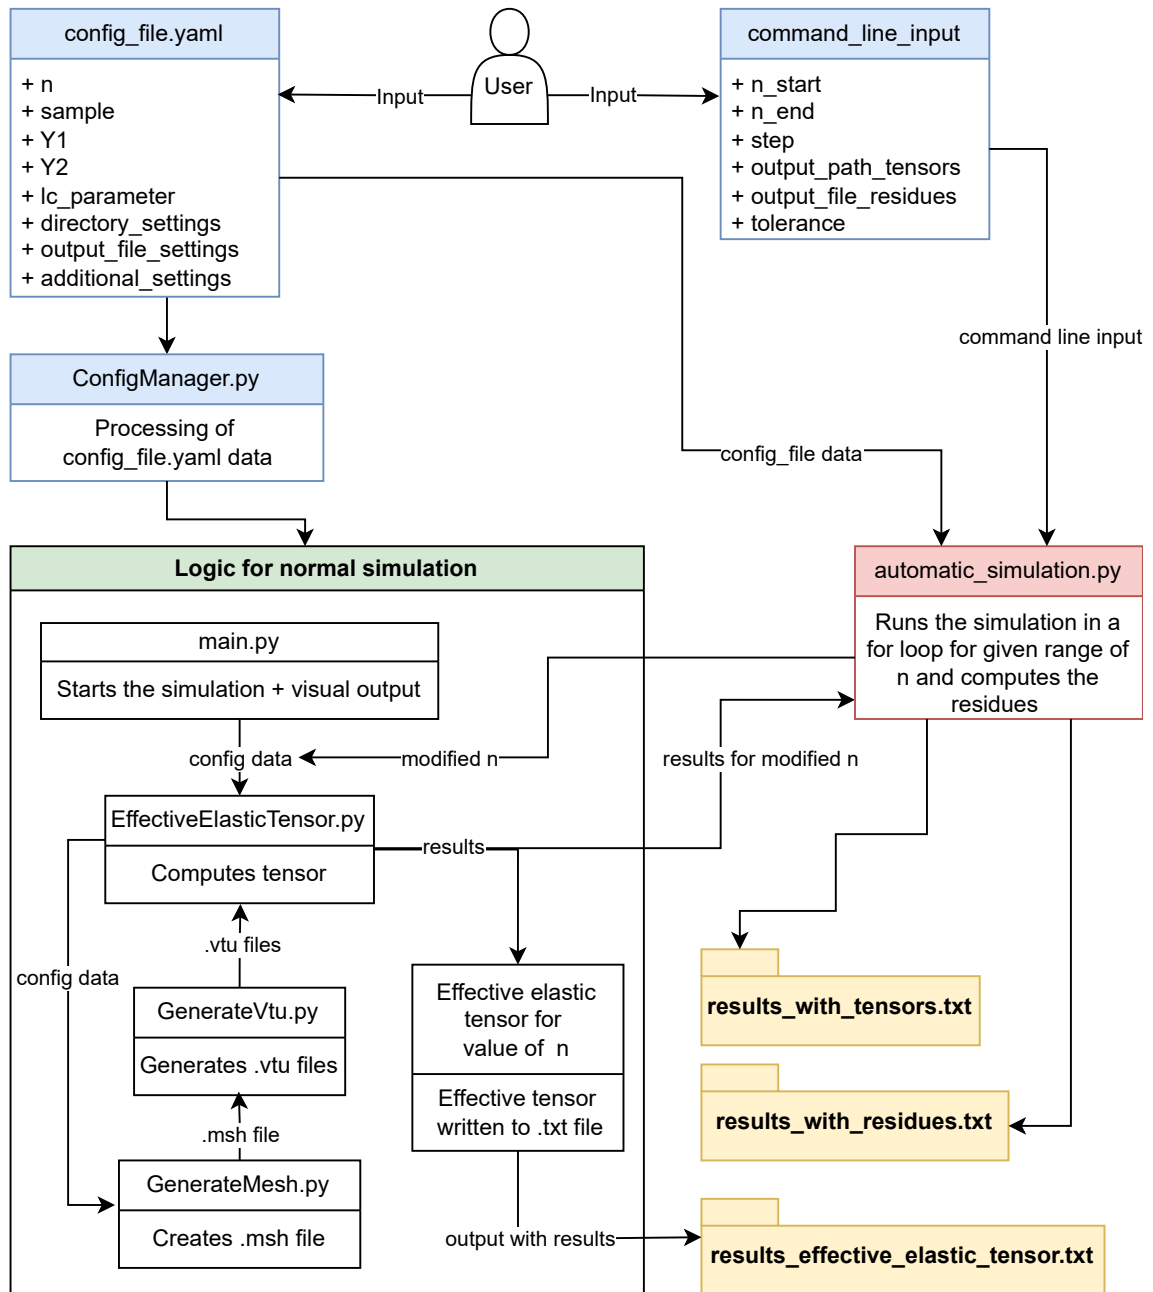 config_file.yaml
+ n
+ sample
+ Y1
+ Y2
+ lc_parameter
+ directory_settings
+ output_file_settings
+ additional_settings
User
Input
Input
command_line_input
+ n_start
+ n_end
+ step
+ output_path_tensors
+ output_file_residues
+ tolerance
command line input
ConfigManager.py
Processing of
config_file.yaml data
config_file data
Logic for normal simulation
main.py
Starts the simulation + visual output
config data
modified n
results for modified n
automatic_simulation.py
Runs the simulation in a
for loop for given range of
n and computes the
residues
EffectiveElasticTensor.py
Computes tensor
results
.vtu files
config data
GenerateVtu.py
Generates .vtu files
.msh file
GenerateMesh.py
Creates .msh file
Effective elastic
tensor for
value of n
Effective tensor
written to .txt file
output with results
results_with_tensors.txt
results_with_residues.txt
results_effective_elastic_tensor.txt